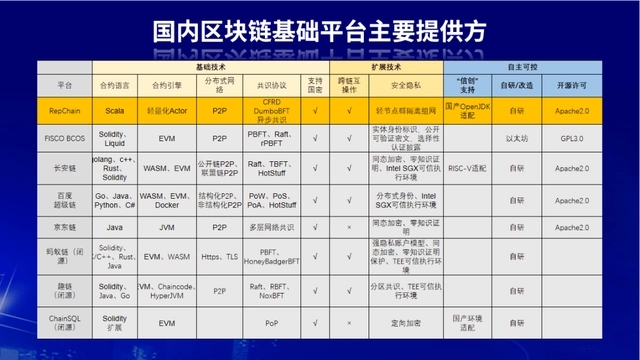 国内区块链基础平台主要提供方
基础技术 扩展技术 自主可控
平台 合约语言 合约引擎 分布式网络 共识协议 支持国密 跨链互操作 安全隐私 “信创”支持 自研/改造 开源许可
RepChain Scala 轻量化Actor P2P CFRD DumboBFT 异步共识 √ √ 轻节点群隔离组网 国产OpenJDK适配 自研 Apache2.0
FISCO BCOS Solidity、Liquid EVM P2P PBFT、Raft、rPBFT √ √ 实体身份标识、公开可验证密文、选择性认证披露 以太坊 GPL3.0
长安链 golang、c++、Rust、Solidity WASM、EVM 公开链P2P、联盟链P2P Raft、TBFT、HotStuff √ √ 同态加密、零知识证明、Intel SGX可信执行环境 RISC-V适配 自研 Apache2.0
百度超级链 Go、Java、Python、C# WASM、EVM、Docker 结构化P2P、非结构化P2P PoW、PoS、PoA、HotStuff √ √ 分布式身份、Intel SGX可信执行环境 自研 Apache2.0
京东链 Java JVM P2P 多层网络共识 √ × 同态加密、零知识证明 自研 Apache2.0
蚂蚁链（闭源） Solidity、C/C++、Rust、Java EVM、WASM Https、TLS PBFT、HoneyBadgerBFT √ √ 强隐私账户模型、同态加密、零知识证明保护、TEE可信执行环境 自研
趣链（闭源） Solidity、Java、Go EVM、Chaincode、HyperJVM P2P Raft、RBFT、NoxBFT √ √ 分区共识、TEE可信执行环境 自研
ChainSQL（闭源） Solidity扩展 EVM PoP √ × 定向加密 国产环境适配 自研